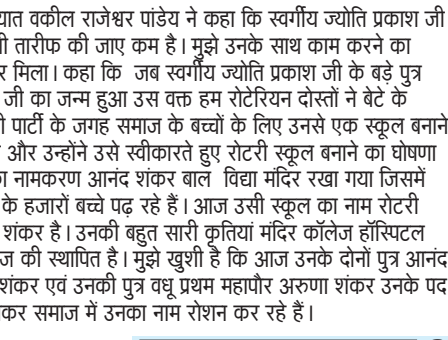 यात वकील राजेश्वर पांडेय ने कहा कि स्वर्गीय ज्योति प्रकाश जी
ी तारीफ की जाए कम है। मुझे उनके साथ काम करने का
र मिला। कहा कि जब स्वर्गीय ज्योति प्रकाश जी के बड़े पुत्र
जी का जन्म हुआ उस वक्त हम रोटेरियन दोस्तों ने बेटे के
ी पार्टी के जगह समाज के बच्चों के लिए उनसे एक स्कूल बनाने
और उन्होंने उसे स्वीकारते हुए रोटरी स्कूल बनाने का घोषणा
ा नामकरण आनंद शंकर बाल विद्या मंदिर रखा गया जिसमें
के हजारों बच्चे पढ़ रहे हैं। आज उसी स्कूल का नाम रोटरी
शंकर है। उनकी बहुत सारी कृतियां मंदिर कॉलेज हॉस्पिटल
ज की स्थापित है। मुझे खुशी है कि आज उनके दोनों पुत्र आनंद
शंकर एवं उनकी पुत्र वधू प्रथम महापौर अरुणा शंकर उनके पद
कर समाज में उनका नाम रोशन कर रहे हैं।